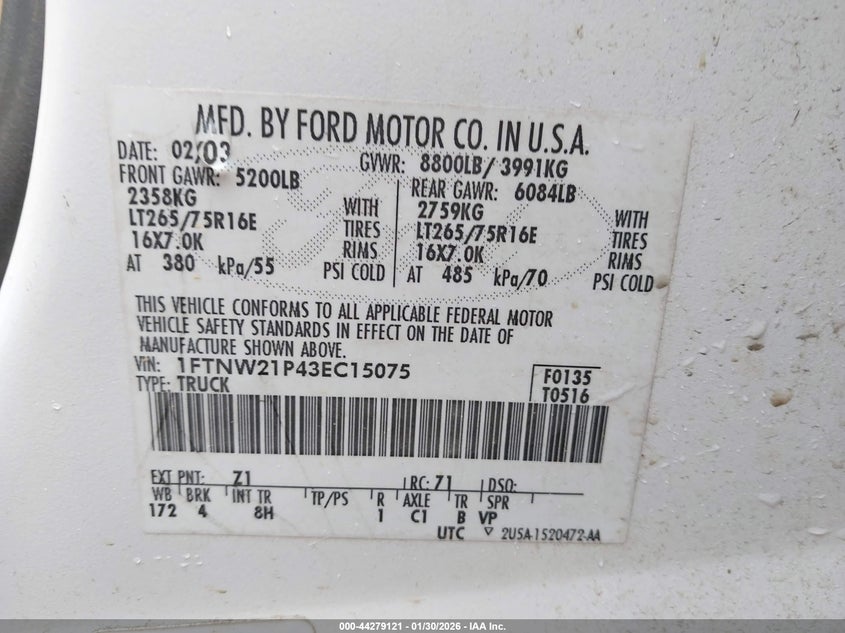 MFD. BY FORD MOTOR CO. IN U.S.A.
DATE: 02/03 GVWR: 8800LB/ 3991KG
FRONT GAWR: 5200LB REAR GAWR: 6084LB
2358KG WITH 2759KG WITH
LT265/75R16E TIRES LT265/75R16E TIRES
16X7.0K RIMS 16X7.0K RIMS
AT 380 kPa/55 PSI COLD AT 485 kPa/70 PSI COLD
THIS VEHICLE CONFORMS TO ALL APPLICABLE FEDERAL MOTOR
VEHICLE SAFETY STANDARDS IN EFFECT ON THE DATE OF
MANUFACTURE SHOWN ABOVE.
VIN: 1FTNW21P43EC15075 F0135
TYPE: TRUCK T0516
EXT PNT: Z1 RC: 71 DSO:
WB BRK INT TR TP/PS R AXLE TR SPR
172 4 8H 1 C1 B VP
UTC ▽ 2U5A-1520472-AA
000-44279121 - 01/30/2026 - IAA Inc.